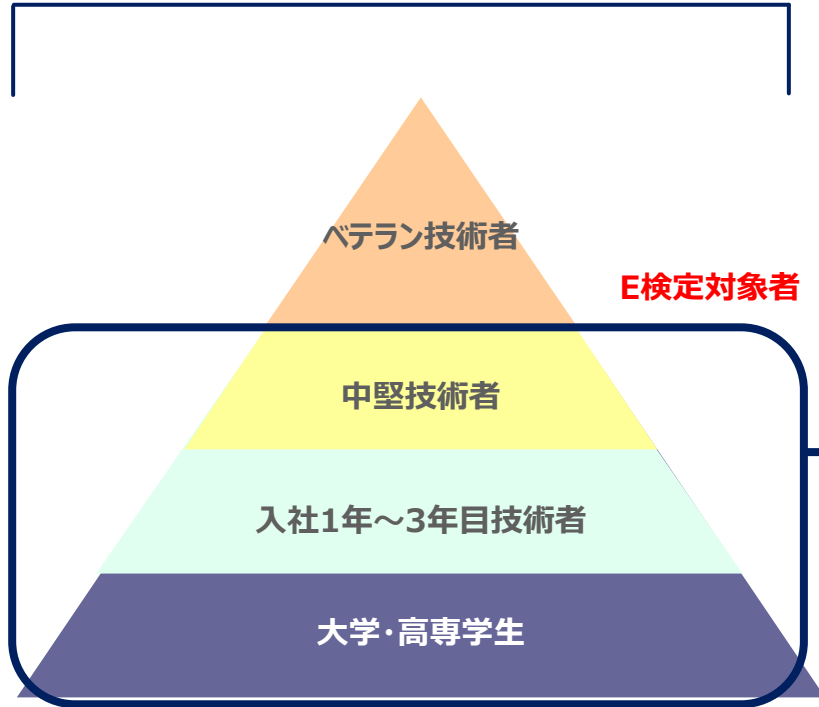 ベテラン技術者
E検定対象者
中堅技術者
入社1年～3年目技術者
大学・高専学生